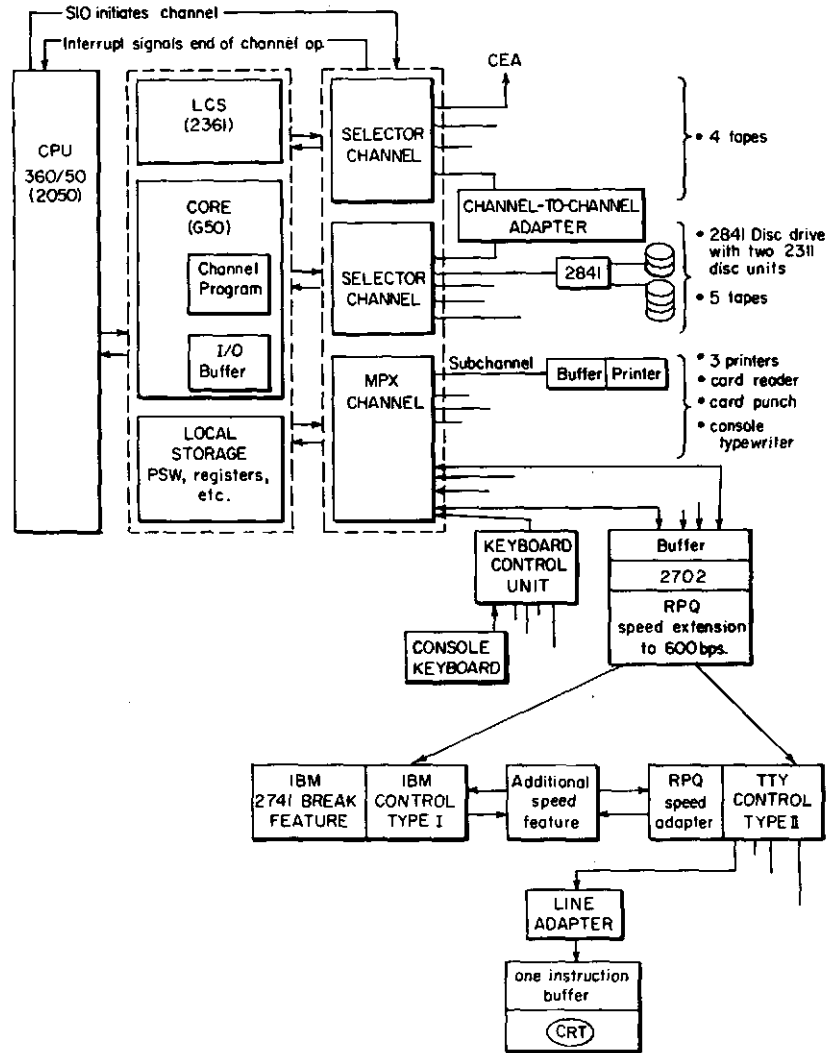 SIO initiates channel
Interrupt signals end of channel op.
CPU
360/50
(2050)
LCS
(2361)
CORE
(G50)
Channel
Program
I/O
Buffer
LOCAL
STORAGE
PSW, registers,
etc.
SELECTOR
CHANNEL
SELECTOR
CHANNEL
MPX
CHANNEL
CEA
• 4 tapes
CHANNEL-TO-CHANNEL
ADAPTER
2841
• 2841 Disc drive
with two 2311
disc units
• 5 tapes
Subchannel
Buffer
Printer
• 3 printers
• card reader
• card punch
• console
typewriter
KEYBOARD
CONTROL
UNIT
CONSOLE
KEYBOARD
Buffer
2702
RPQ
speed extension
to 600 bps.
IBM
2741 BREAK
FEATURE
IBM
CONTROL
TYPE I
Additional
speed
feature
RPQ
speed
adapter
TTY
CONTROL
TYPE II
LINE
ADAPTER
one instruction
buffer
CRT